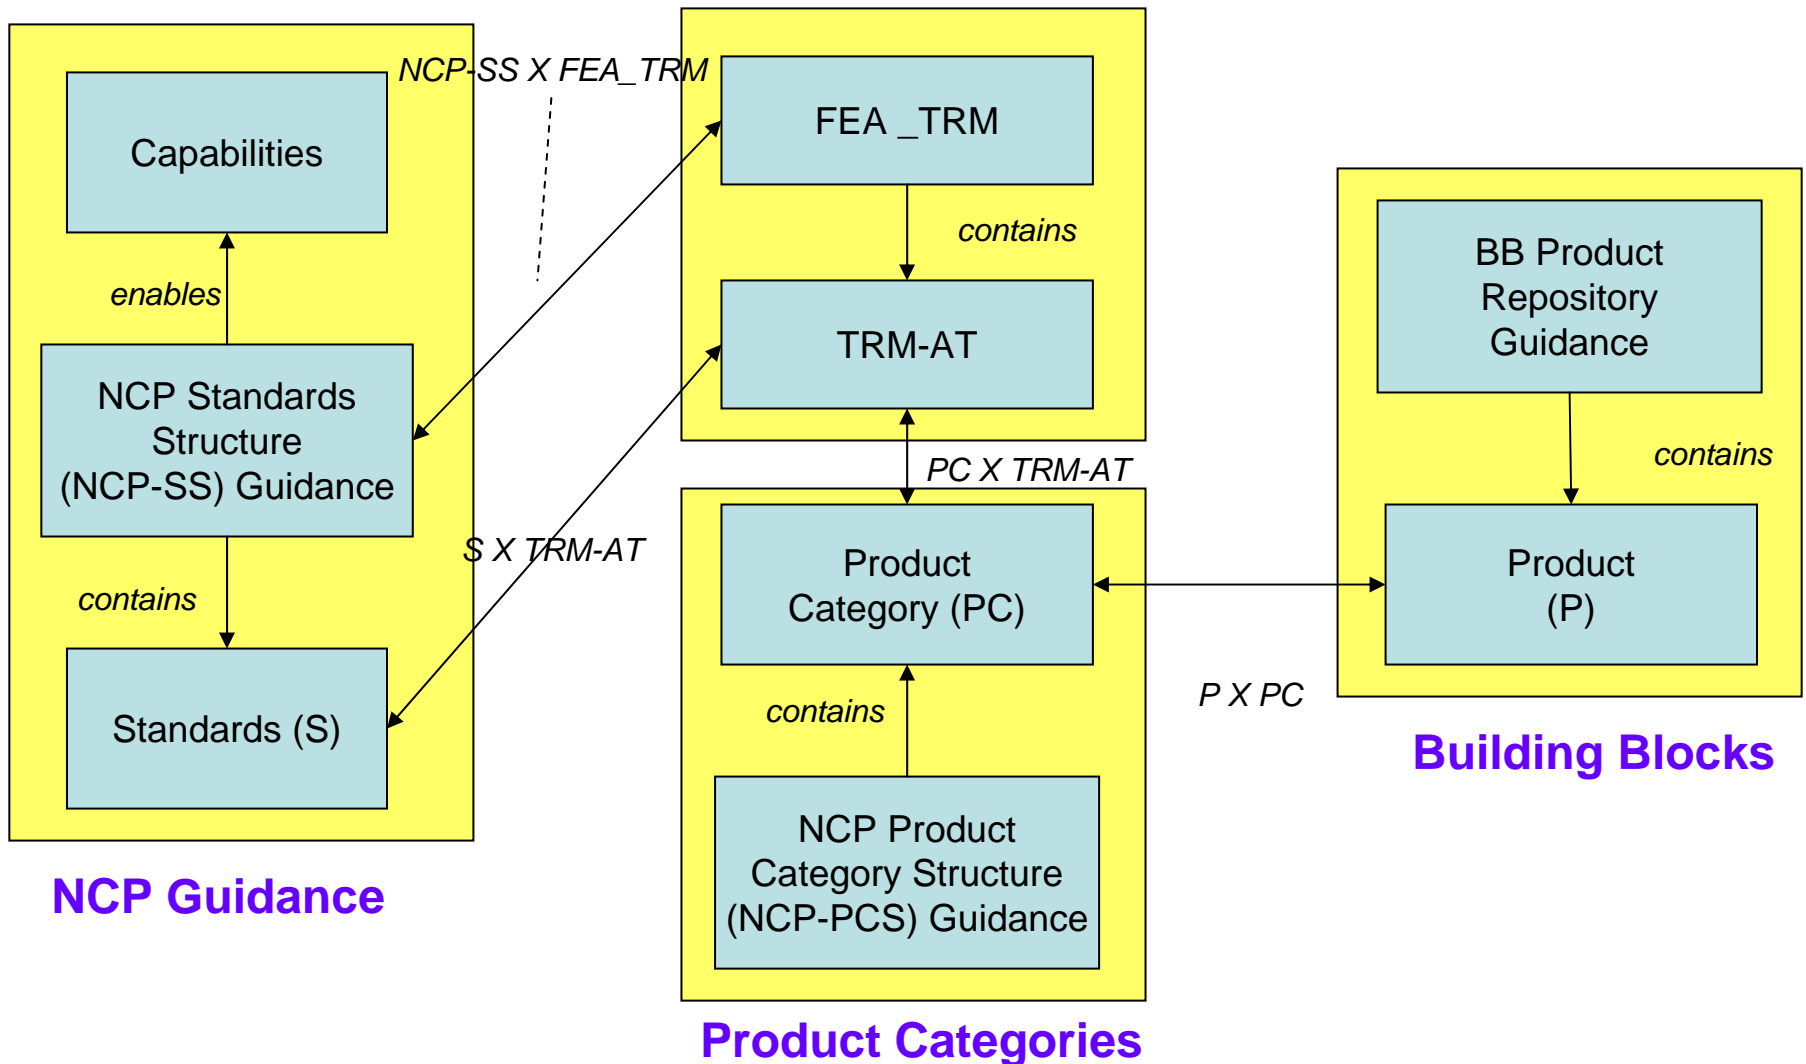 NCP-SS X FEA_TRM
Capabilities
enables
NCP Standards
Structure
(NCP-SS) Guidance
contains
Standards (S)
NCP Guidance
S X TRM-AT
FEA _TRM
contains
TRM-AT
PC X TRM-AT
Product
Category (PC)
contains
NCP Product
Category Structure
(NCP-PCS) Guidance
Product Categories
P X PC
BB Product
Repository
Guidance
contains
Product
(P)
Building Blocks